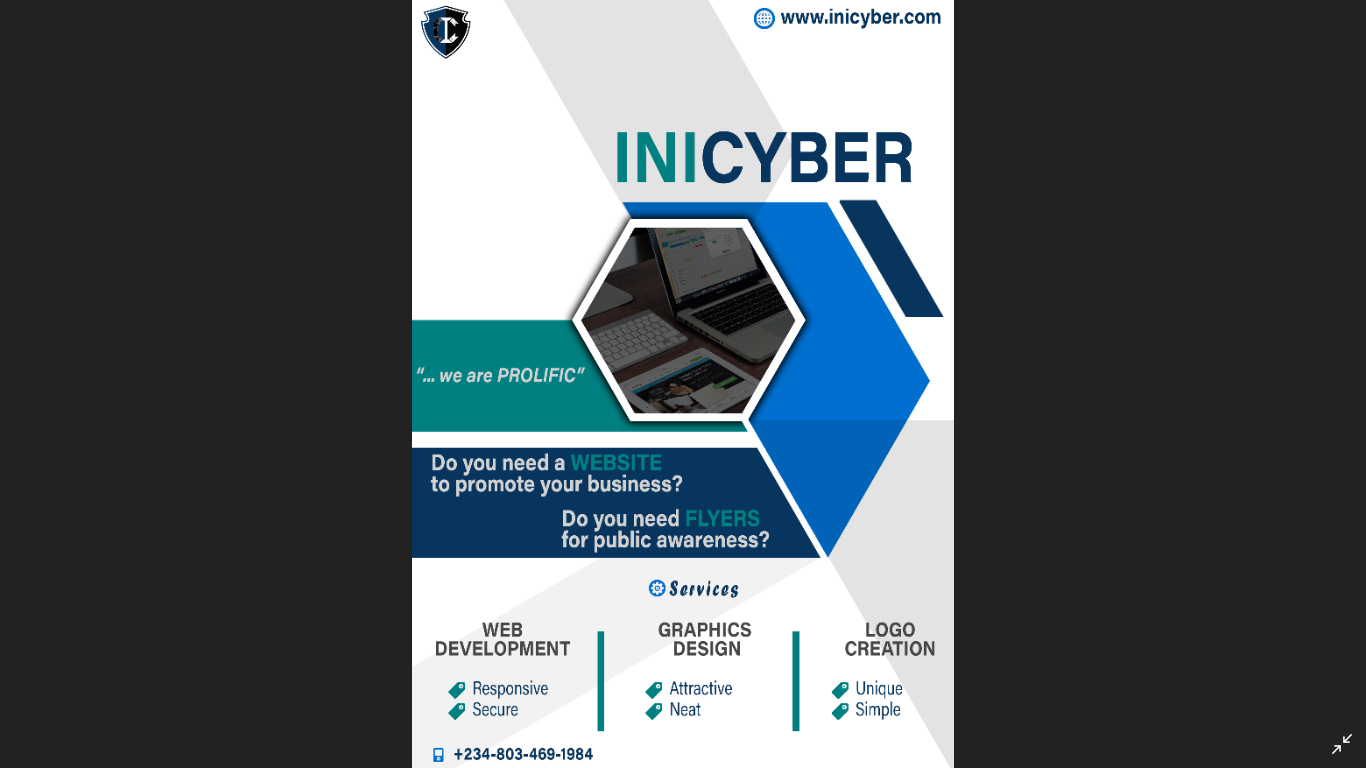 www.inicyber.com
INICYBER
"... we are PROLIFIC"
Do you need a WEBSITE
to promote your business?
Do you need FLYERS
for public awareness?
Services
WEB
DEVELOPMENT
Responsive
Secure
GRAPHICS
DESIGN
Attractive
Neat
LOGO
CREATION
Unique
Simple
+234-803-469-1984